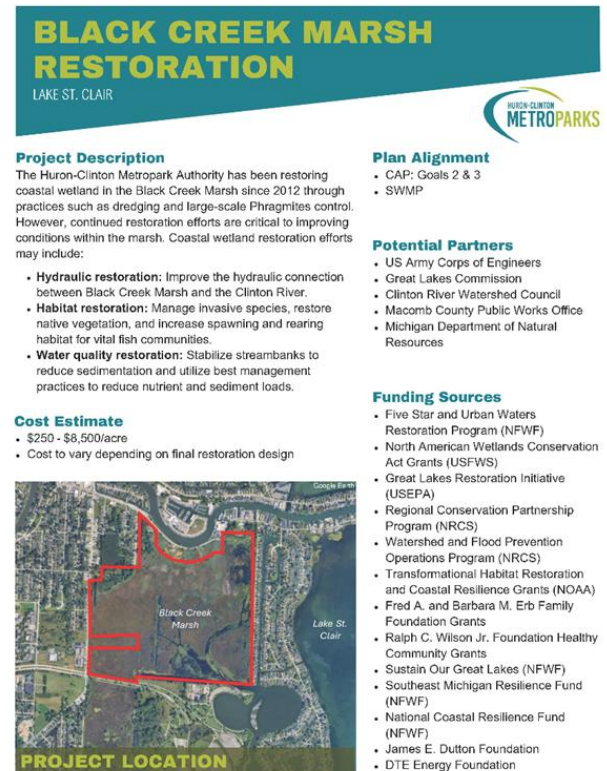 BLACK CREEK MARSH
RESTORATION
LAKE ST. CLAIR
HURON-CLINTON
METROPARKS
Project Description
The Huron-Clinton Metropark Authority has been restoring
coastal wetland in the Black Creek Marsh since 2012 through
practices such as dredging and large-scale Phragmites control.
However, continued restoration efforts are critical to improving
conditions within the marsh. Coastal wetland restoration efforts
may include:
• Hydraulic restoration: Improve the hydraulic connection
between Black Creek Marsh and the Clinton River.
• Habitat restoration: Manage invasive species, restore
native vegetation, and increase spawning and rearing
habitat for vital fish communities.
• Water quality restoration: Stabilize streambanks to
reduce sedimentation and utilize best management
practices to reduce nutrient and sediment loads.
Cost Estimate
• $250 - $8,500/acre
• Cost to vary depending on final restoration design
Google Earth
Black Creek
Marsh
Lake St.
Clair
PROJECT LOCATION
Plan Alignment
• CAP: Goals 2 & 3
• SWMP
Potential Partners
• US Army Corps of Engineers
• Great Lakes Commission
• Clinton River Watershed Council
• Macomb County Public Works Office
• Michigan Department of Natural
Resources
Funding Sources
• Five Star and Urban Waters
Restoration Program (NFWF)
• North American Wetlands Conservation
Act Grants (USFWS)
• Great Lakes Restoration Initiative
(USEPA)
• Regional Conservation Partnership
Program (NRCS)
• Watershed and Flood Prevention
Operations Program (NRCS)
• Transformational Habitat Restoration
and Coastal Resilience Grants (NOAA)
• Fred A. and Barbara M. Erb Family
Foundation Grants
• Ralph C. Wilson Jr. Foundation Healthy
Community Grants
• Sustain Our Great Lakes (NFWF)
• Southeast Michigan Resilience Fund
(NFWF)
• National Coastal Resilience Fund
(NFWF)
• James E. Dutton Foundation
• DTE Energy Foundation